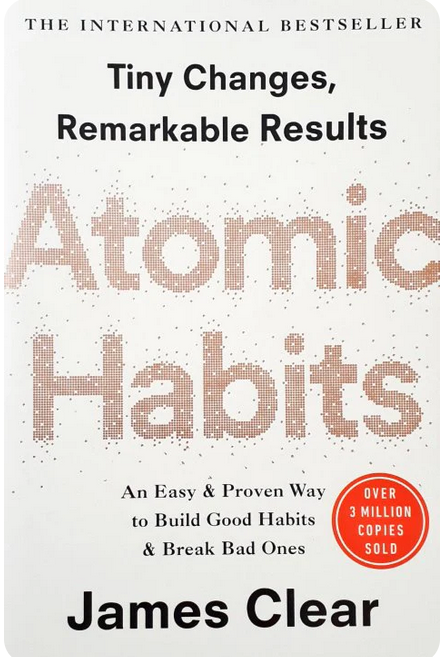 THE INTERNATIONAL BESTSELLER
Tiny Changes,
Remarkable Results
Atomic
Habits
An Easy & Proven Way
to Build Good Habits
& Break Bad Ones
OVER
3 MILLION
COPIES
SOLD
James Clear